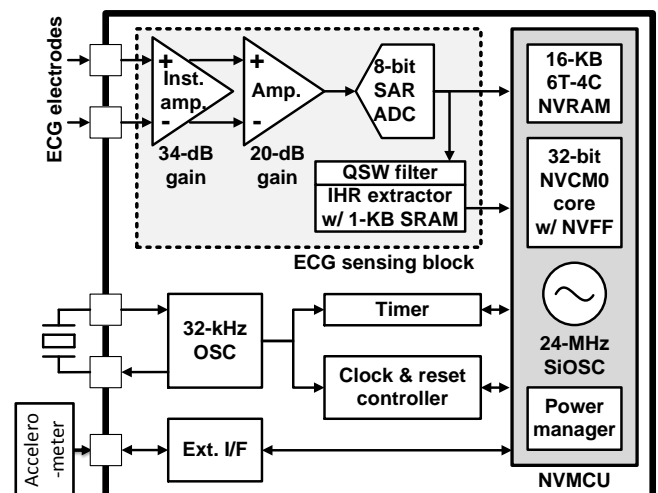 ECG electrodes
+
-
Inst.
amp.
34-dB
gain
+
-
Amp.
20-dB
gain
8-bit
SAR
ADC
QSW filter
IHR extractor
w/ 1-KB SRAM
ECG sensing block
16-KB
6T-4C
NVRAM
32-bit
NVCM0
core
w/ NVFF
24-MHz
SiOSC
Power
manager
NVMCU
32-kHz
OSC
Timer
Clock & reset
controller
Accelero
-meter
Ext. I/F